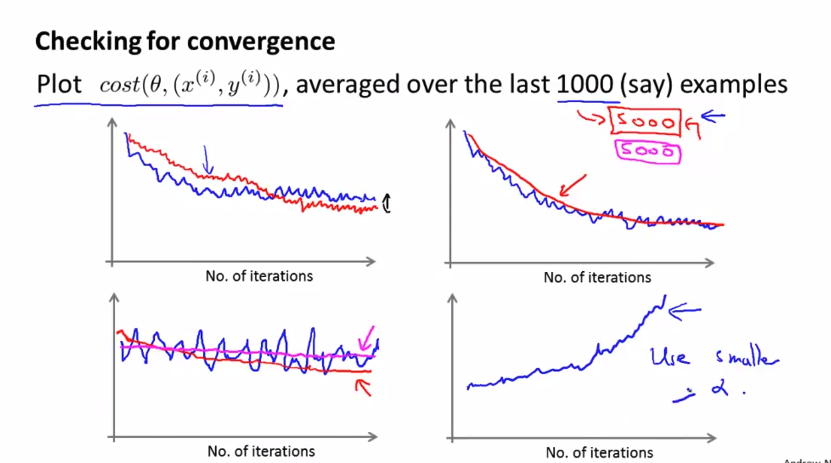 Checking for convergence
Plot cost(θ, (x^(i), y^(i))), averaged over the last 1000 (say) examples
5000
5000
No. of iterations
No. of iterations
Use smaller
α.
No. of iterations
No. of iterations